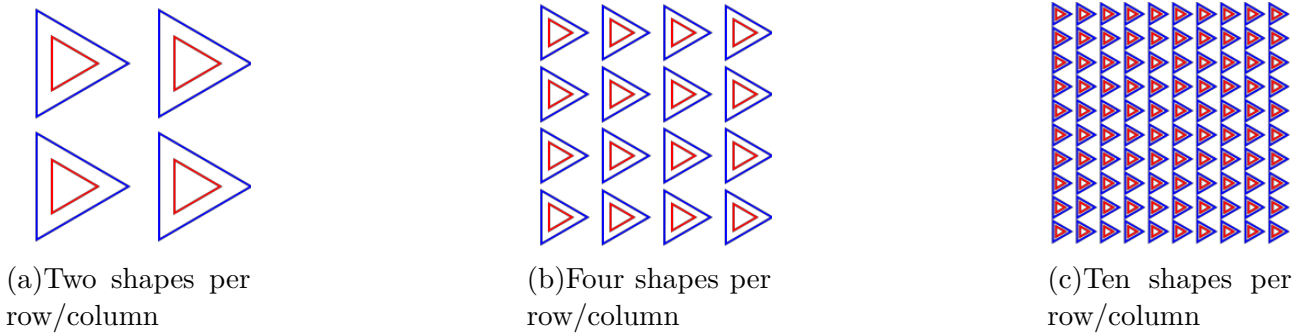 (a)Two shapes per
row/column
(b)Four shapes per
row/column
(c)Ten shapes per
row/column